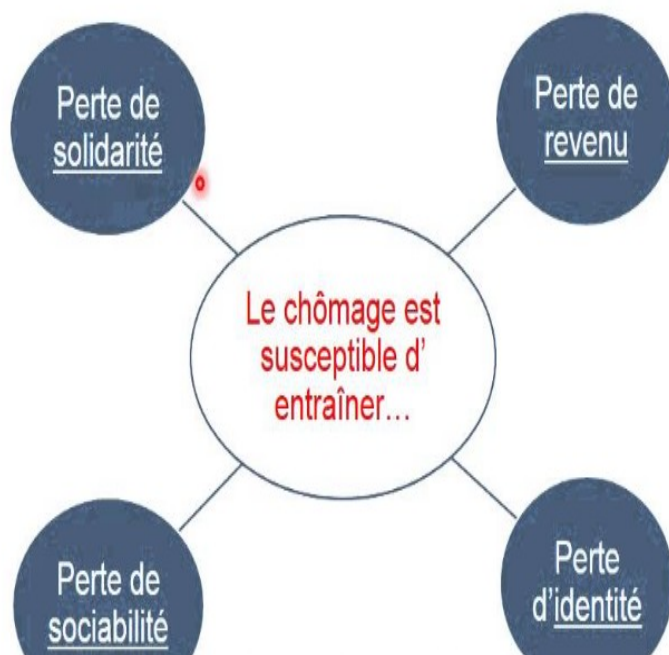 Perte de
solidarité
Perte de
revenu
Le chômage est
susceptible d'
entraîner…
Perte de
sociabilité
Perte
d'identité